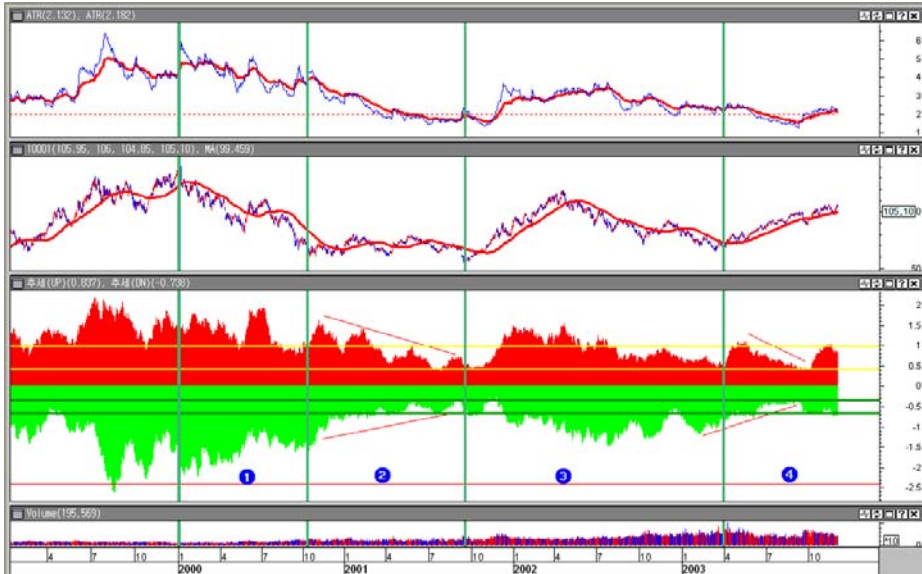 ATR(2.132), ATR(2.182)
6
5
4
3
2
1
10001(105.95, 106, 104.85, 105.10), MA(99.459)
105,10 0
50
추세(UP)(0.837), 추세(DN)(-0.738)
2
1.5
1
0.5
0
-0.5
-1
-1.5
-2
-2.5
1 2 3 4
Volume(195,569)
*10
0
4 7 10 1 4 7 10 1 4 7 10 1 4 7 10 1 4 7 10
2000 2001 2002 2003